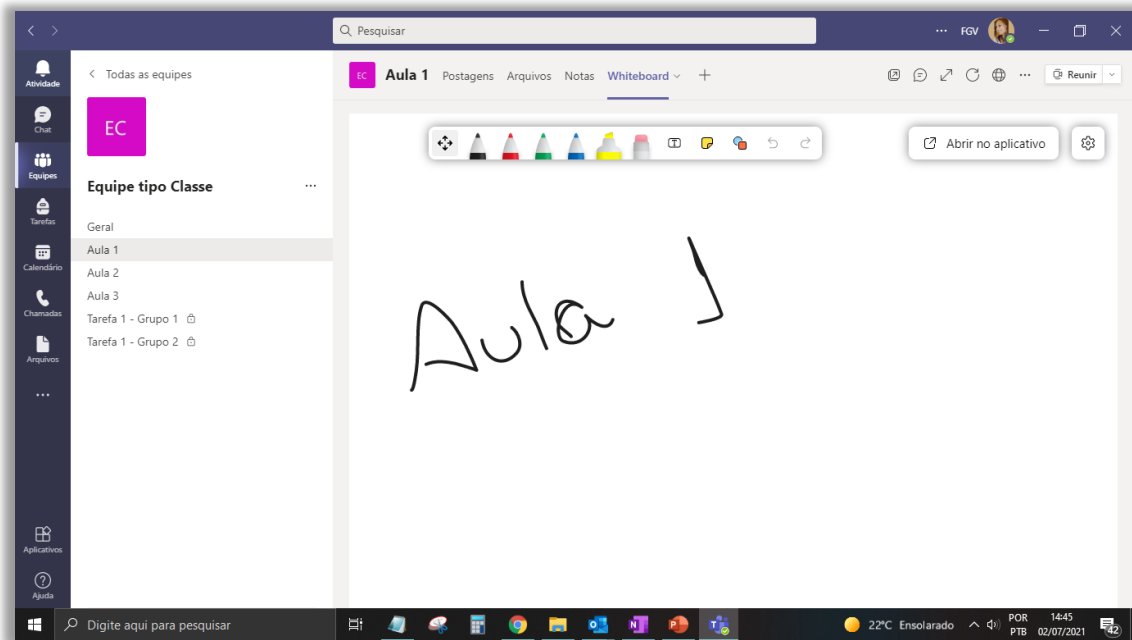 Pesquisar
FGV
Atividade
Chat
Equipes
Tarefas
Calendário
Chamadas
Arquivos
Aplicativos
Ajuda
Todas as equipes
EC
Equipe tipo Classe
Geral
Aula 1
Aula 2
Aula 3
Tarefa 1 - Grupo 1
Tarefa 1 - Grupo 2
EC Aula 1 Postagens Arquivos Notas Whiteboard
Reunir
Abrir no aplicativo
Aula 1
Digite aqui para pesquisar
22°C Ensolarado
POR
PTB
14:45
02/07/2021
42